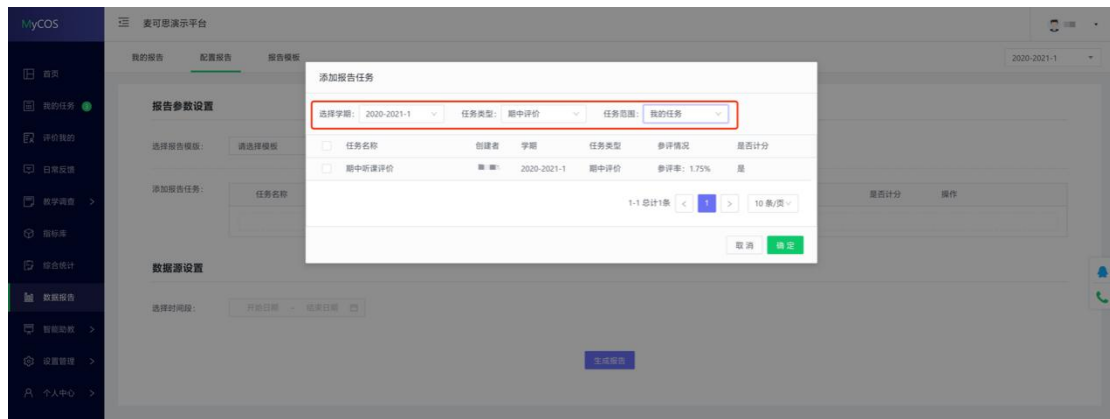 MyCOS
麦可思演示平台
我的报告 配置报告 报告模板
2020-2021-1
首页
我的任务
评价我的
日常反馈
教学调查
指标库
综合统计
数据报告
智能助教
设置管理
个人中心
报告参数设置
选择报告模版: 请选择模板
添加报告任务:
任务名称 是否计分 操作
数据源设置
选择时间段: 开始日期 ~ 结束日期
生成报告
添加报告任务
选择学期: 2020-2021-1 任务类型: 期中评价 任务范围: 我的任务
任务名称 创建者 学期 任务类型 参评情况 是否计分
期中听课评价 2020-2021-1 期中评价 参评率: 1.75% 是
1-1 总计1条 < 1 > 10 条/页
取 消 确 定